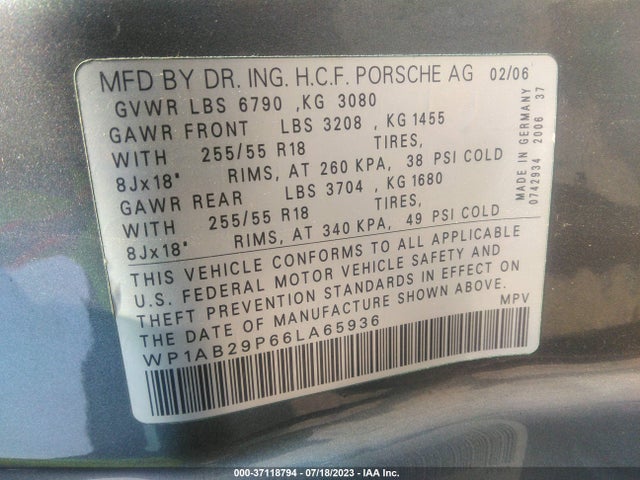 MFD BY DR. ING. H.C.F. PORSCHE AG 02/06
GVWR LBS 6790 ,KG 3080
GAWR FRONT LBS 3208 , KG 1455
WITH 255/55 R18 TIRES,
8Jx18" RIMS, AT 260 KPA, 38 PSI COLD
GAWR REAR LBS 3704 , KG 1680
WITH 255/55 R18 TIRES,
8Jx18" RIMS, AT 340 KPA, 49 PSI COLD
THIS VEHICLE CONFORMS TO ALL APPLICABLE
U.S. FEDERAL MOTOR VEHICLE SAFETY AND
THEFT PREVENTION STANDARDS IN EFFECT ON
THE DATE OF MANUFACTURE SHOWN ABOVE.
WP1AB29P66LA65936 MPV
MADE IN GERMANY
0742934 2006 37
000-37118794 - 07/18/2023 - IAA Inc.